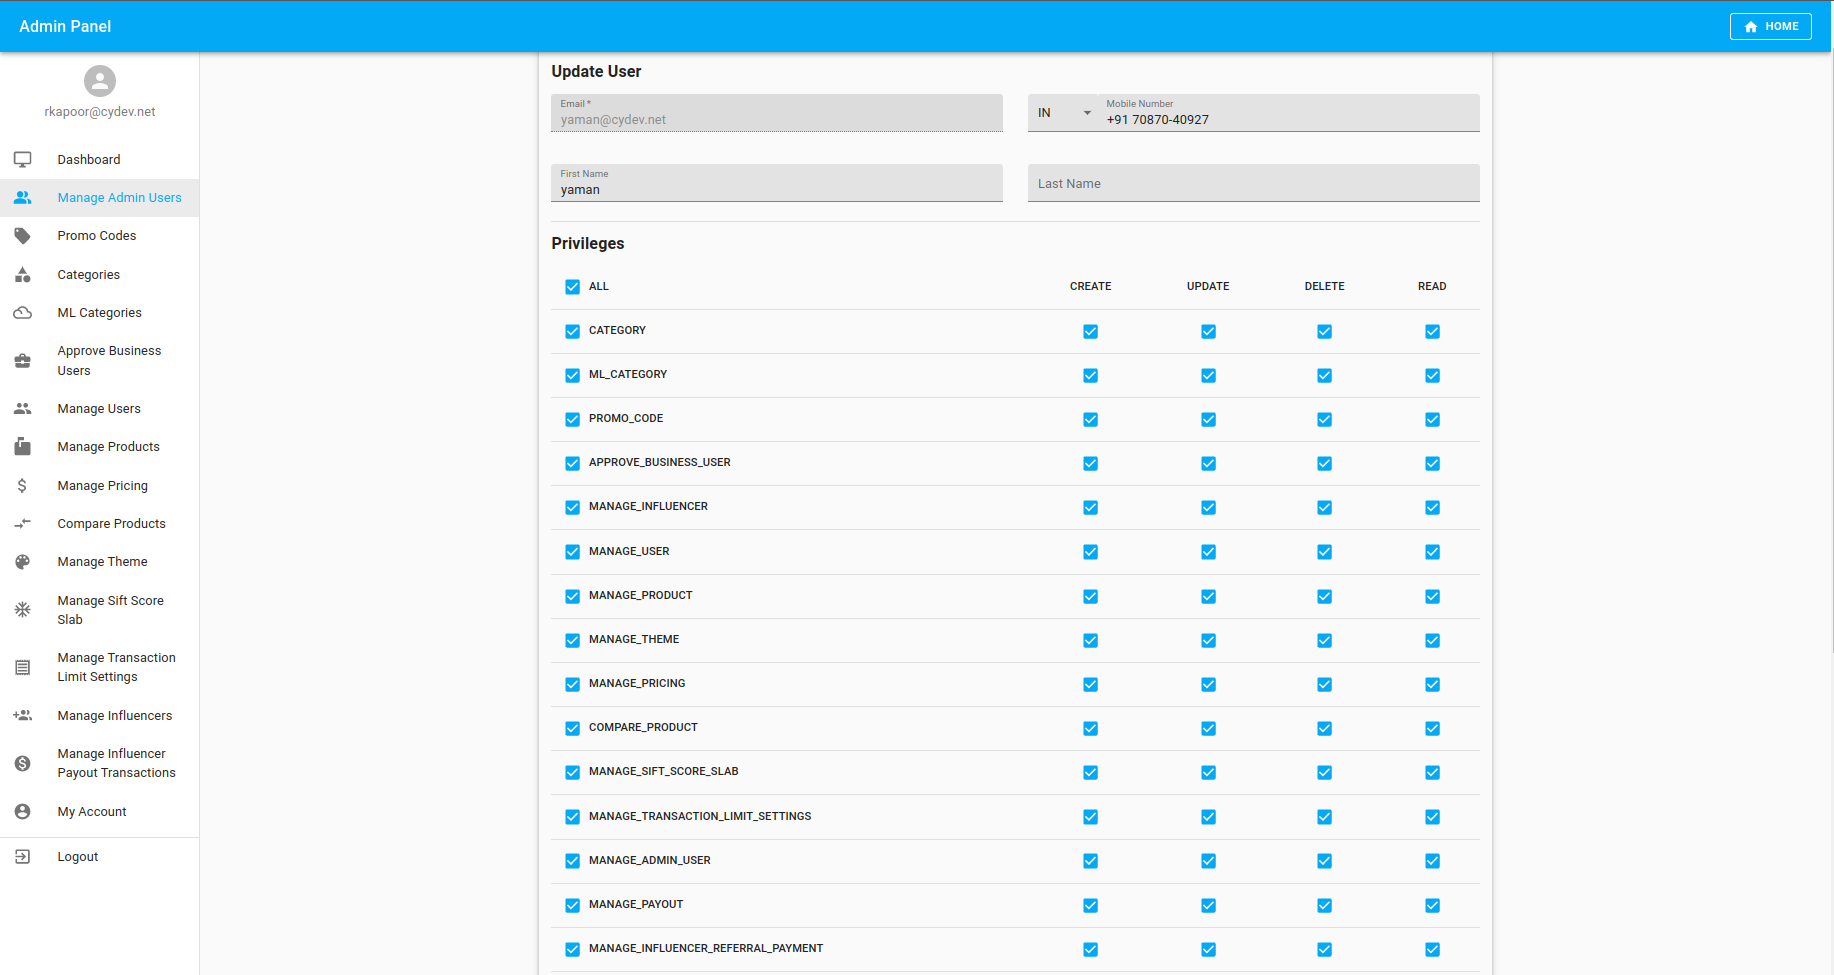 Admin Panel
HOME
rkapoor@cydev.net
Dashboard
Manage Admin Users
Promo Codes
Categories
ML Categories
Approve Business
Users
Manage Users
Manage Products
Manage Pricing
Compare Products
Manage Theme
Manage Sift Score
Slab
Manage Transaction
Limit Settings
Manage Influencers
Manage Influencer
Payout Transactions
My Account
Logout
Update User
Email *
yaman@cydev.net
IN
Mobile Number
+91 70870-40927
First Name
yaman
Last Name
Privileges
ALL CREATE UPDATE DELETE READ
CATEGORY
ML_CATEGORY
PROMO_CODE
APPROVE_BUSINESS_USER
MANAGE_INFLUENCER
MANAGE_USER
MANAGE_PRODUCT
MANAGE_THEME
MANAGE_PRICING
COMPARE_PRODUCT
MANAGE_SIFT_SCORE_SLAB
MANAGE_TRANSACTION_LIMIT_SETTINGS
MANAGE_ADMIN_USER
MANAGE_PAYOUT
MANAGE_INFLUENCER_REFERRAL_PAYMENT